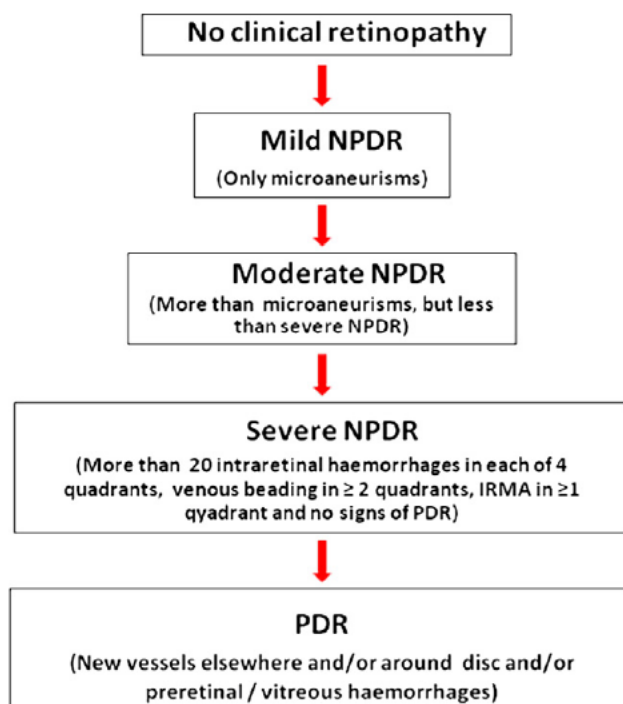 No clinical retinopathy
Mild NPDR
(Only microaneurisms)
Moderate NPDR
(More than microaneurisms, but less
than severe NPDR)
Severe NPDR
(More than 20 intraretinal haemorrhages in each of 4
quadrants, venous beading in ≥ 2 quadrants, IRMA in ≥1
qyadrant and no signs of PDR)
PDR
(New vessels elsewhere and/or around disc and/or
preretinal / vitreous haemorrhages)